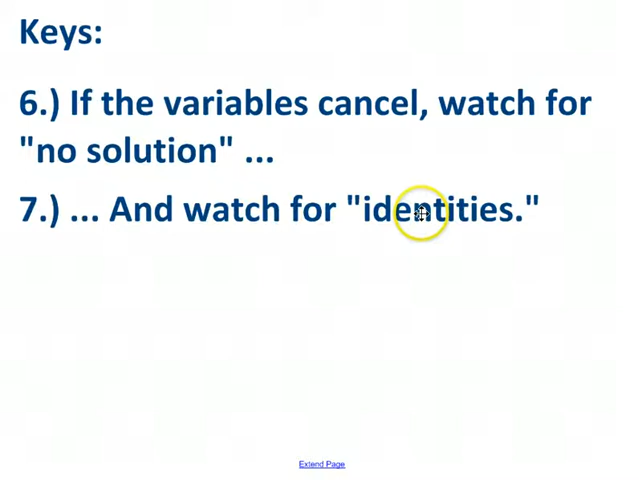 Keys:
6.) If the variables cancel, watch for
"no solution" ...
7.) ... And watch for "identities."
Extend Page